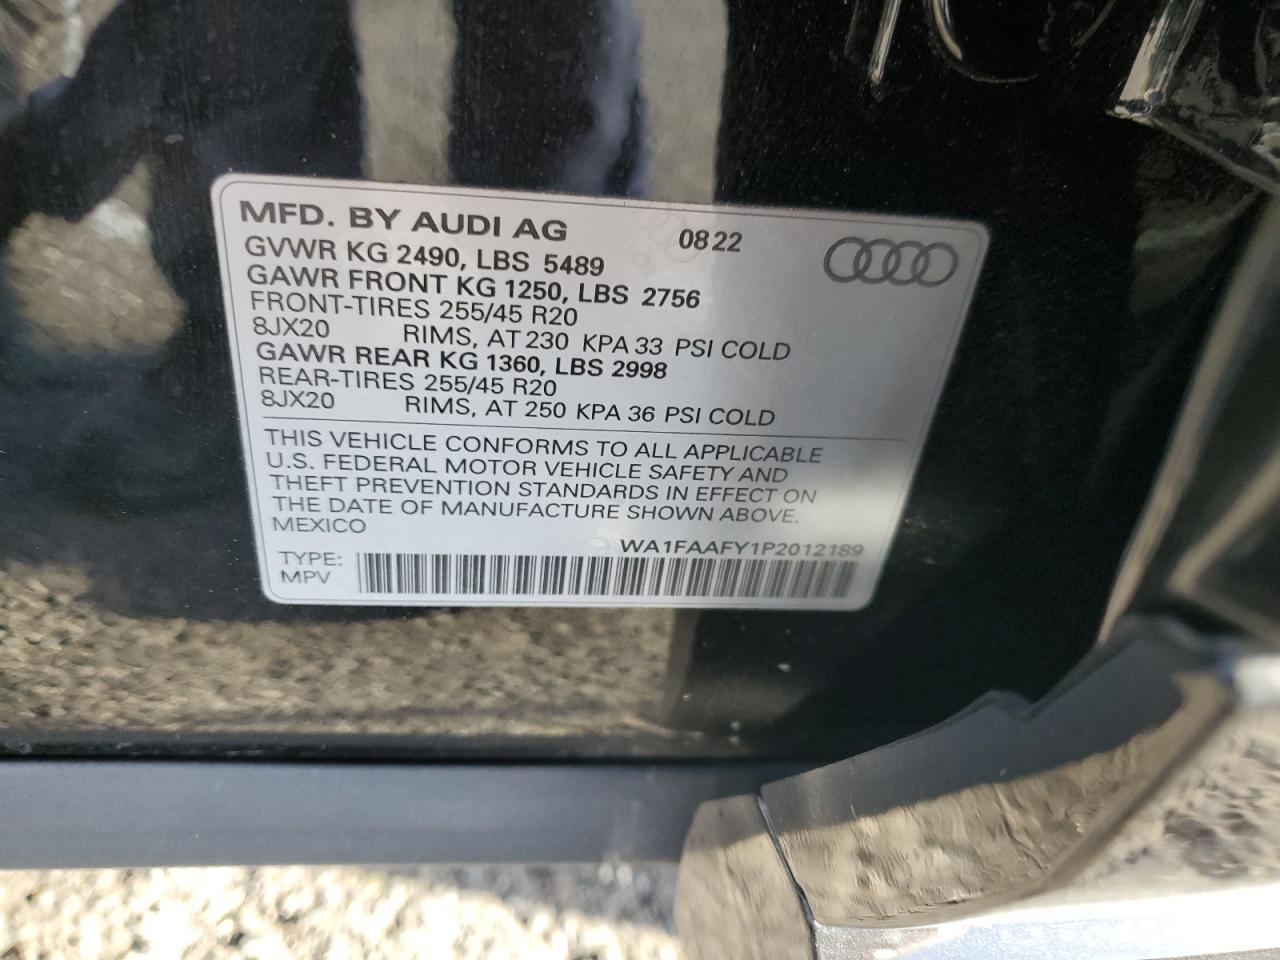 MFD. BY AUDI AG 08 22
GVWR KG 2490, LBS 5489
GAWR FRONT KG 1250, LBS 2756
FRONT-TIRES 255/45 R20
8JX20 RIMS, AT 230 KPA 33 PSI COLD
GAWR REAR KG 1360, LBS 2998
REAR-TIRES 255/45 R20
8JX20 RIMS, AT 250 KPA 36 PSI COLD
THIS VEHICLE CONFORMS TO ALL APPLICABLE
U.S. FEDERAL MOTOR VEHICLE SAFETY AND
THEFT PREVENTION STANDARDS IN EFFECT ON
THE DATE OF MANUFACTURE SHOWN ABOVE.
MEXICO
WA1FAAFY1P2012189
TYPE:
MPV